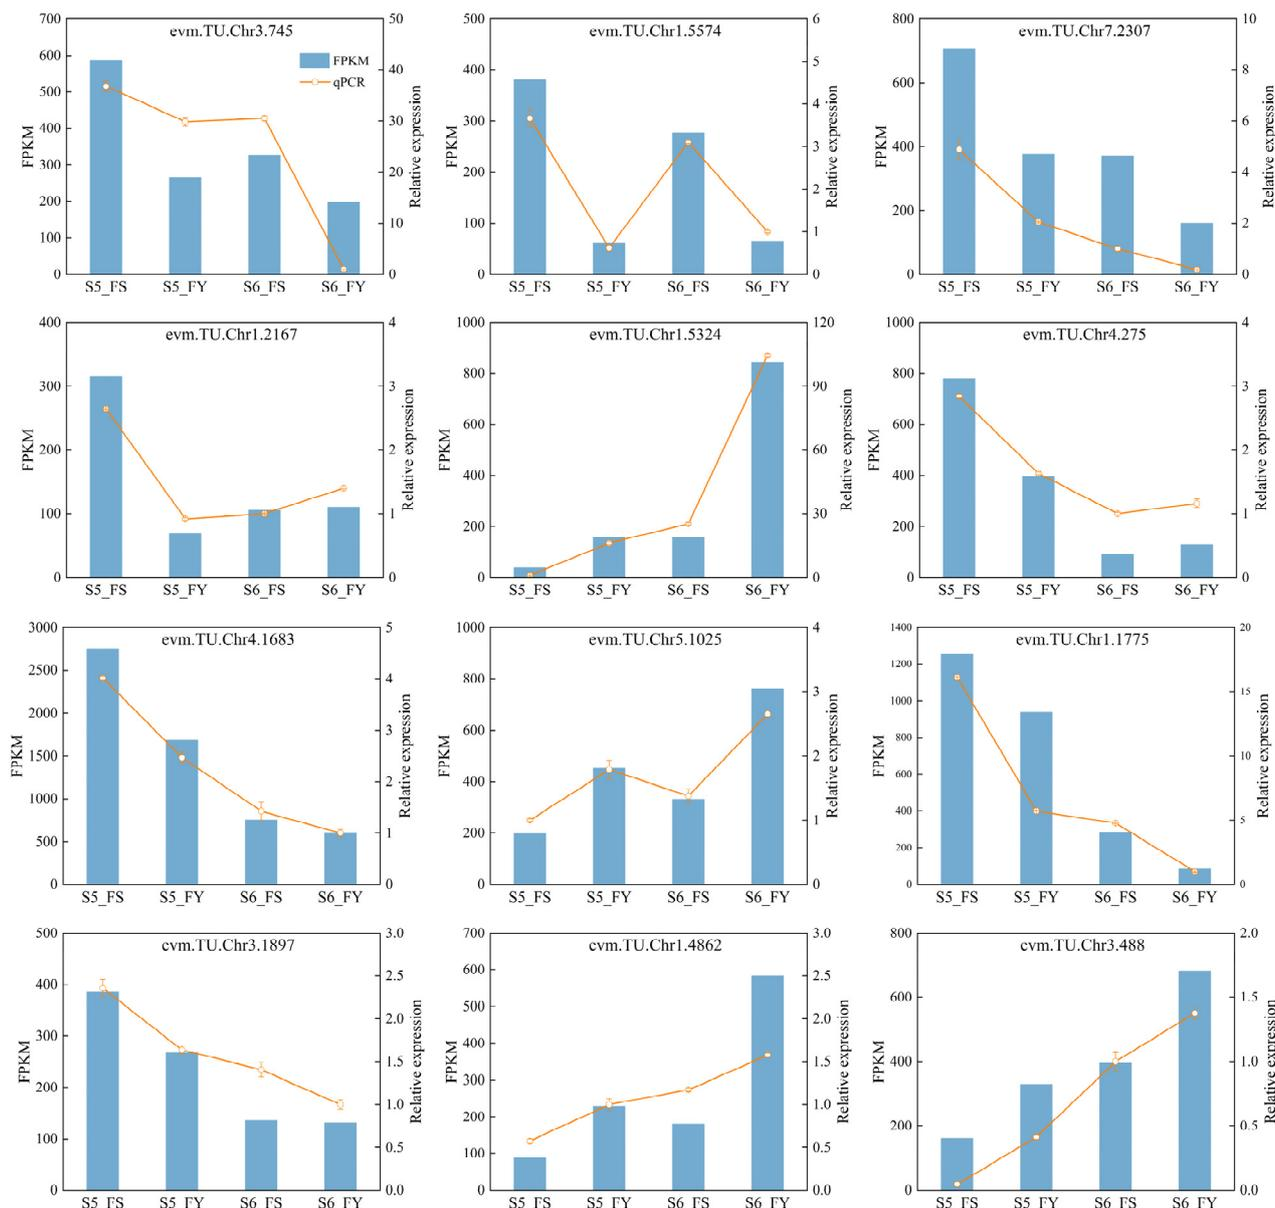 evm.TU.Chr3.745
FPKM
qPCR
700
600
500
400
300
200
100
0
50
40
30
20
10
0
FPKM
Relative expression
S5_FS S5_FY S6_FS S6_FY
evm.TU.Chr1.5574
500
400
300
200
100
0
6
5
4
3
2
1
0
FPKM
Relative expression
S5_FS S5_FY S6_FS S6_FY
evm.TU.Chr7.2307
800
600
400
200
0
10
8
6
4
2
0
FPKM
Relative expression
S5_FS S5_FY S6_FS S6_FY
evm.TU.Chr1.2167
400
300
200
100
0
4
3
2
1
0
FPKM
Relative expression
S5_FS S5_FY S6_FS S6_FY
evm.TU.Chr1.5324
1000
800
600
400
200
0
120
90
60
30
0
FPKM
Relative expression
S5_FS S5_FY S6_FS S6_FY
evm.TU.Chr4.275
1000
800
600
400
200
0
4
3
2
1
0
FPKM
Relative expression
S5_FS S5_FY S6_FS S6_FY
evm.TU.Chr4.1683
3000
2500
2000
1500
1000
500
0
5
4
3
2
1
0
FPKM
Relative expression
S5_FS S5_FY S6_FS S6_FY
evm.TU.Chr5.1025
1000
800
600
400
200
0
4
3
2
1
0
FPKM
Relative expression
S5_FS S5_FY S6_FS S6_FY
evm.TU.Chr1.1775
1400
1200
1000
800
600
400
200
0
20
15
10
5
0
FPKM
Relative expression
S5_FS S5_FY S6_FS S6_FY
evm.TU.Chr3.1897
500
400
300
200
100
0
3.0
2.5
2.0
1.5
1.0
0.5
0.0
FPKM
Relative expression
S5_FS S5_FY S6_FS S6_FY
evm.TU.Chr1.4862
700
600
500
400
300
200
100
0
3.0
2.5
2.0
1.5
1.0
0.5
0.0
FPKM
Relative expression
S5_FS S5_FY S6_FS S6_FY
evm.TU.Chr3.488
800
600
400
200
0
2.0
1.5
1.0
0.5
0.0
FPKM
Relative expression
S5_FS S5_FY S6_FS S6_FY